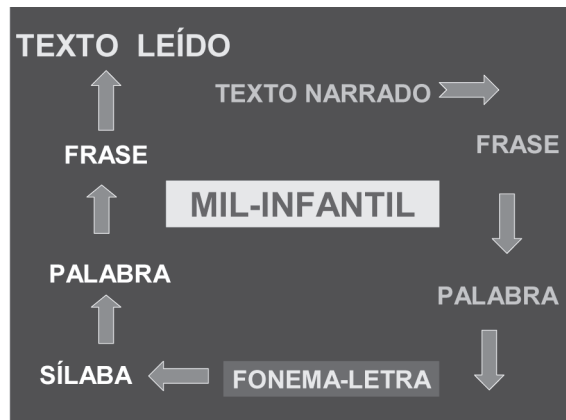 TEXTO LEÍDO
TEXTO NARRADO
FRASE
FRASE
MIL-INFANTIL
PALABRA
PALABRA
SÍLABA
FONEMA-LETRA